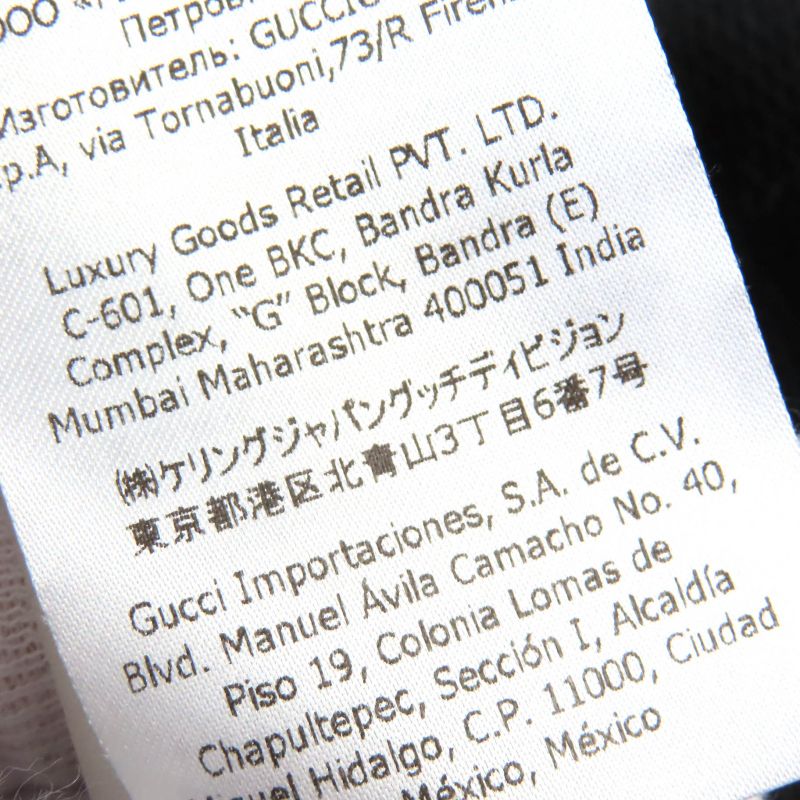 ООО
Петров
Изготовитель: GUCCIO
p.A, via Tornabuoni,73/R Firen
Italia
Luxury Goods Retail PVT. LTD.
C-601, One BKC, Bandra Kurla
Complex, “G” Block, Bandra (E)
Mumbai Maharashtra 400051 India
㈱ケリングジャパングッチディビジョン
東京都港区北青山3丁目6番7号
Gucci Importaciones, S.A. de C.V.
Blvd. Manuel Ávila Camacho No. 40,
Piso 19, Colonia Lomas de
Chapultepec, Sección I, Alcaldía
Miguel Hidalgo, C.P. 11000, Ciudad
México, México